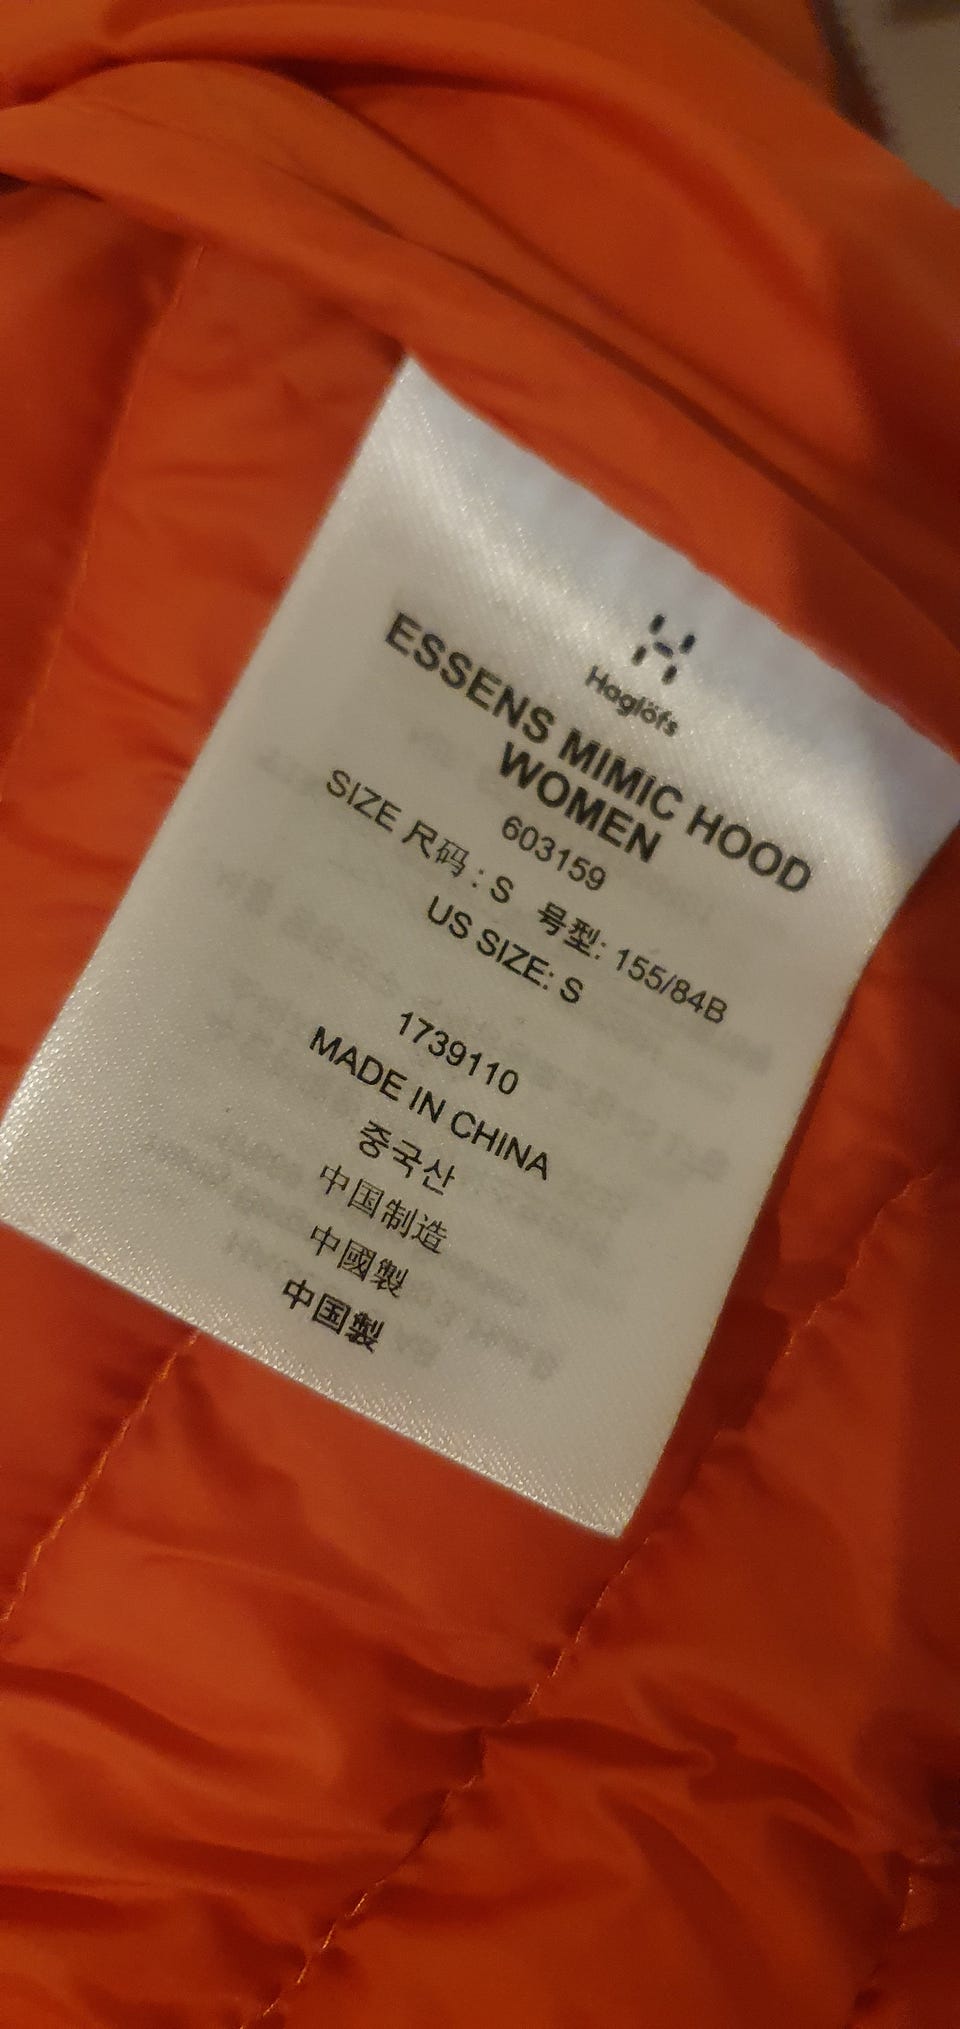 Haglöfs
ESSENS MIMIC HOOD
WOMEN
603159
SIZE 尺码 : S 号型: 155/84B
US SIZE: S
1739110
MADE IN CHINA
중국산
中国制造
中國製
中国製